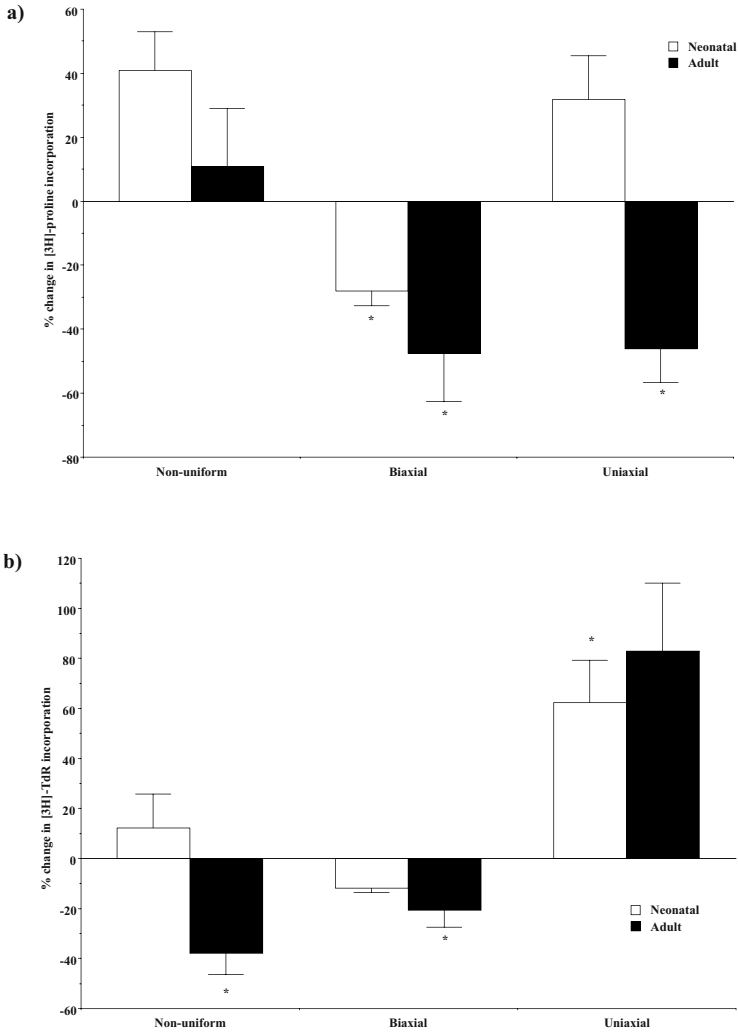 a)
60
40
20
0
-20
-40
-60
-80
% change in [3H]-proline incorporation
Neonatal
Adult
*
*
*
Non-uniform Biaxial Uniaxial
b)
120
100
80
60
40
20
0
-20
-40
-60
% change in [3H]-TdR incorporation
*
*
*
Neonatal
Adult
Non-uniform Biaxial Uniaxial